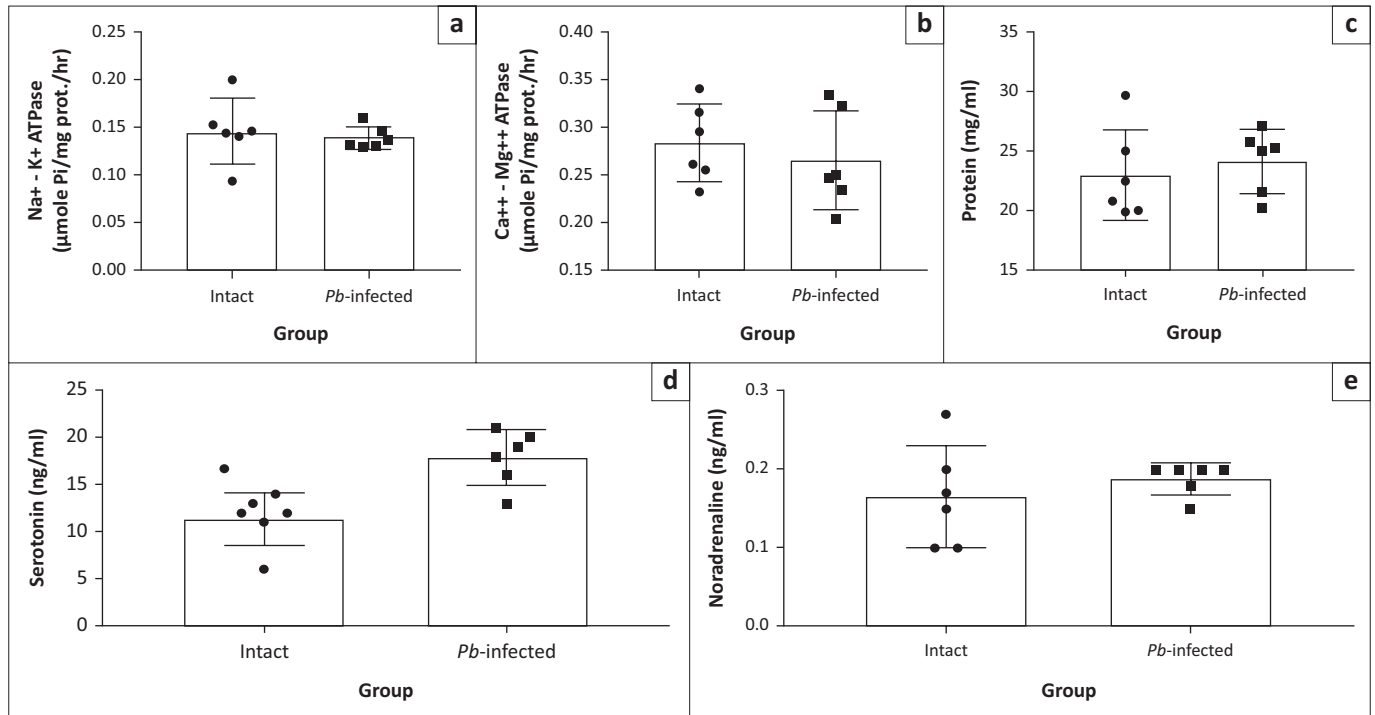 a
Na+ - K+ ATPase
(µmole Pi/mg prot./hr)
0.25
0.20
0.15
0.10
0.05
0.00
Intact
Pb-infected
Group
b
Ca++ - Mg++ ATPase
(µmole Pi/mg prot./hr)
0.40
0.35
0.30
0.25
0.20
0.15
Intact
Pb-infected
Group
c
Protein (mg/ml)
35
30
25
20
15
Intact
Pb-infected
Group
d
Serotonin (ng/ml)
25
20
15
10
5
0
Intact
Pb-infected
Group
e
Noradrenaline (ng/ml)
0.3
0.2
0.1
0.0
Intact
Pb-infected
Group